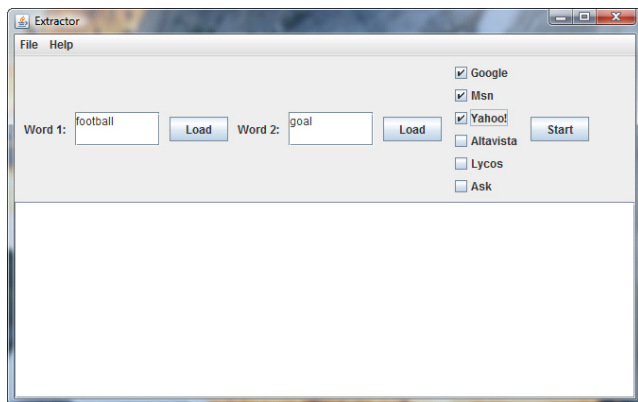 Extractor
File Help
Google
Msn
Word 1: football Load Word 2: goal Load Yahoo! Start
Altavista
Lycos
Ask